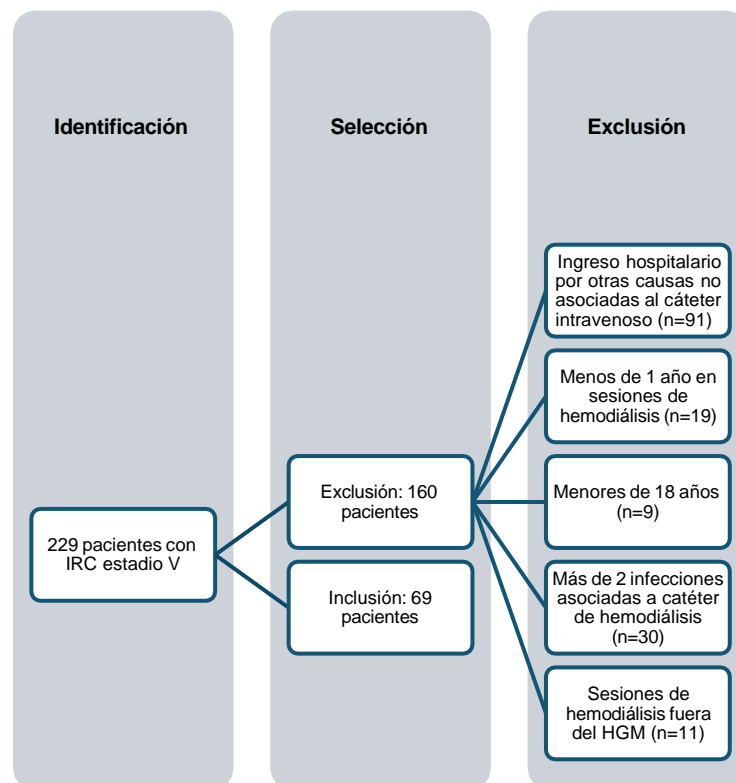 Identificación
Selección
Exclusión
229 pacientes con
IRC estadio V
Exclusión: 160
pacientes
Inclusión: 69
pacientes
Ingreso hospitalario
por otras causas no
asociadas al cáteter
intravenoso (n=91)
Menos de 1 año en
sesiones de
hemodiálisis (n=19)
Menores de 18 años
(n=9)
Más de 2 infecciones
asociadas a catéter
de hemodiálisis
(n=30)
Sesiones de
hemodiálisis fuera
del HGM (n=11)